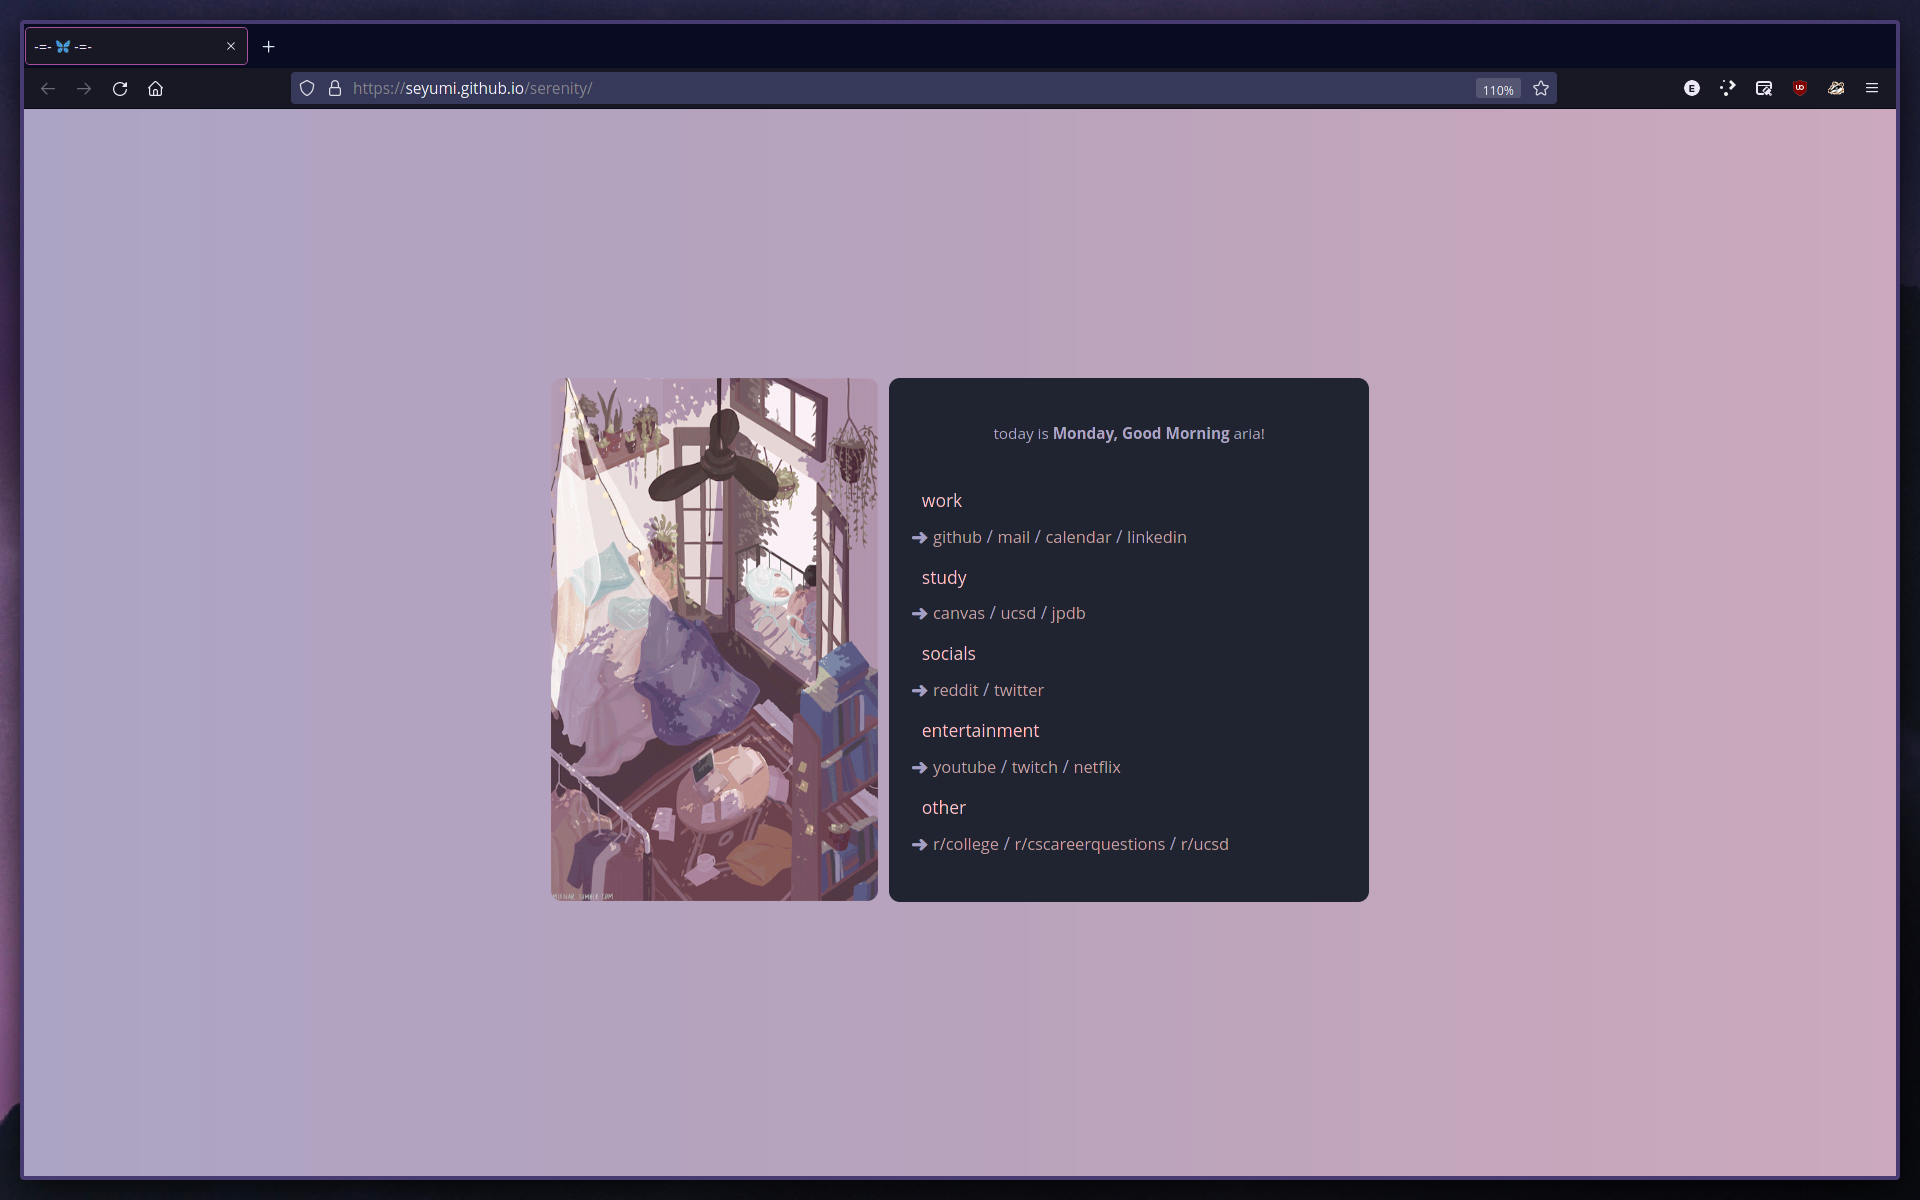 -=- 🦋 -=-
https://seyumi.github.io/serenity/
110%
E
today is Monday, Good Morning aria!
work
➜ github / mail / calendar / linkedin
study
➜ canvas / ucsd / jpdb
socials
➜ reddit / twitter
entertainment
➜ youtube / twitch / netflix
other
➜ r/college / r/cscareerquestions / r/ucsd